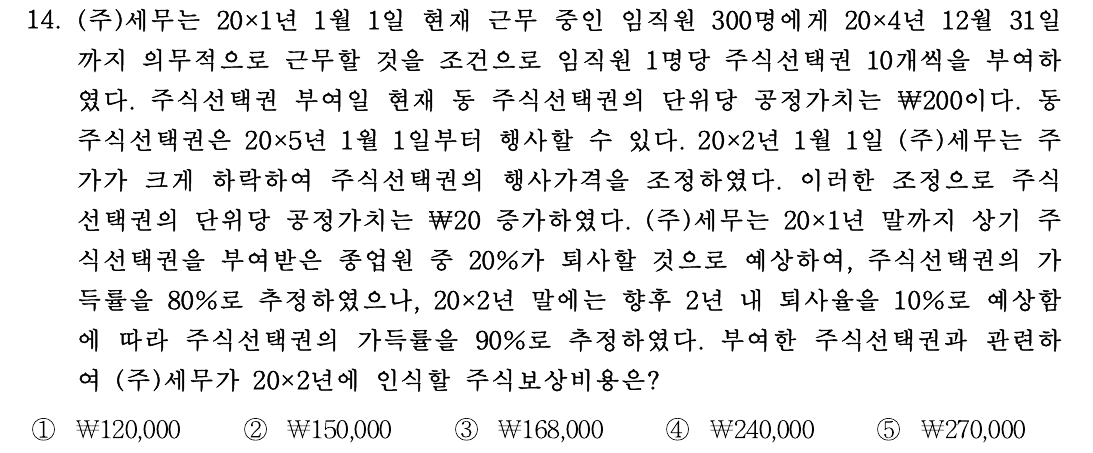 14. (주)세무는 20×1년 1월 1일 현재 근무 중인 임직원 300명에게 20×4년 12월 31일
까지 의무적으로 근무할 것을 조건으로 임직원 1명당 주식선택권 10개씩을 부여하
였다. 주식선택권 부여일 현재 동 주식선택권의 단위당 공정가치는 ₩200이다. 동
주식선택권은 20×5년 1월 1일부터 행사할 수 있다. 20×2년 1월 1일 (주)세무는 주
가가 크게 하락하여 주식선택권의 행사가격을 조정하였다. 이러한 조정으로 주식
선택권의 단위당 공정가치는 ₩20 증가하였다. (주)세무는 20×1년 말까지 상기 주
식선택권을 부여받은 종업원 중 20%가 퇴사할 것으로 예상하여, 주식선택권의 가
득률을 80%로 추정하였으나, 20×2년 말에는 향후 2년 내 퇴사율을 10%로 예상함
에 따라 주식선택권의 가득률을 90%로 추정하였다. 부여한 주식선택권과 관련하
여 (주)세무가 20×2년에 인식할 주식보상비용은?
① ₩120,000 ② ₩150,000 ③ ₩168,000 ④ ₩240,000 ⑤ ₩270,000